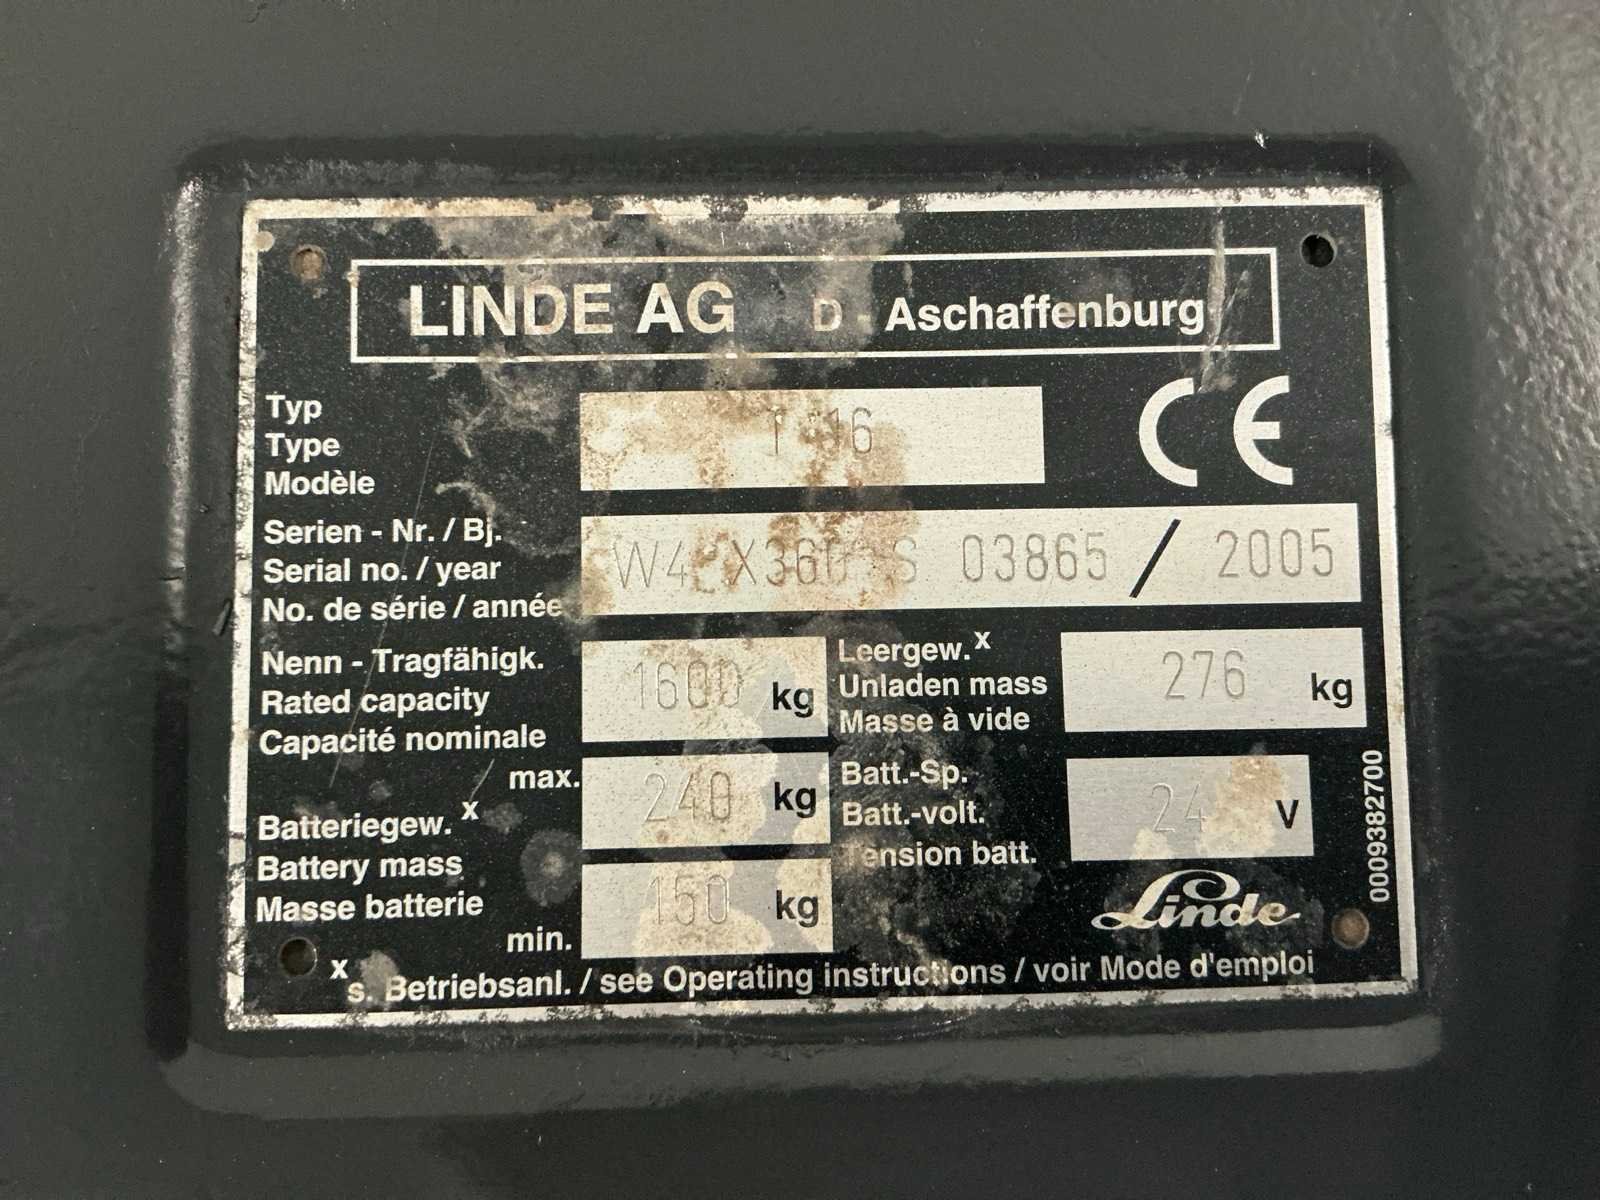 LINDE AG D - Aschaffenburg
Typ
Type
Modèle
T 16
CE
Serien - Nr. / Bj.
Serial no. / year
No. de série / année
03865 / 2005
Nenn - Tragfähigk.
Rated capacity
Capacité nominale
1600 kg
Leergew. x
Unladen mass
Masse à vide
276 kg
max.
Batteriegew. x
Battery mass
Masse batterie
min.
240 kg
150 kg
Batt.-Sp.
Batt.-volt.
Tension batt.
24 V
Linde
x s. Betriebsanl. / see Operating instructions / voir Mode d'emploi
0009382700